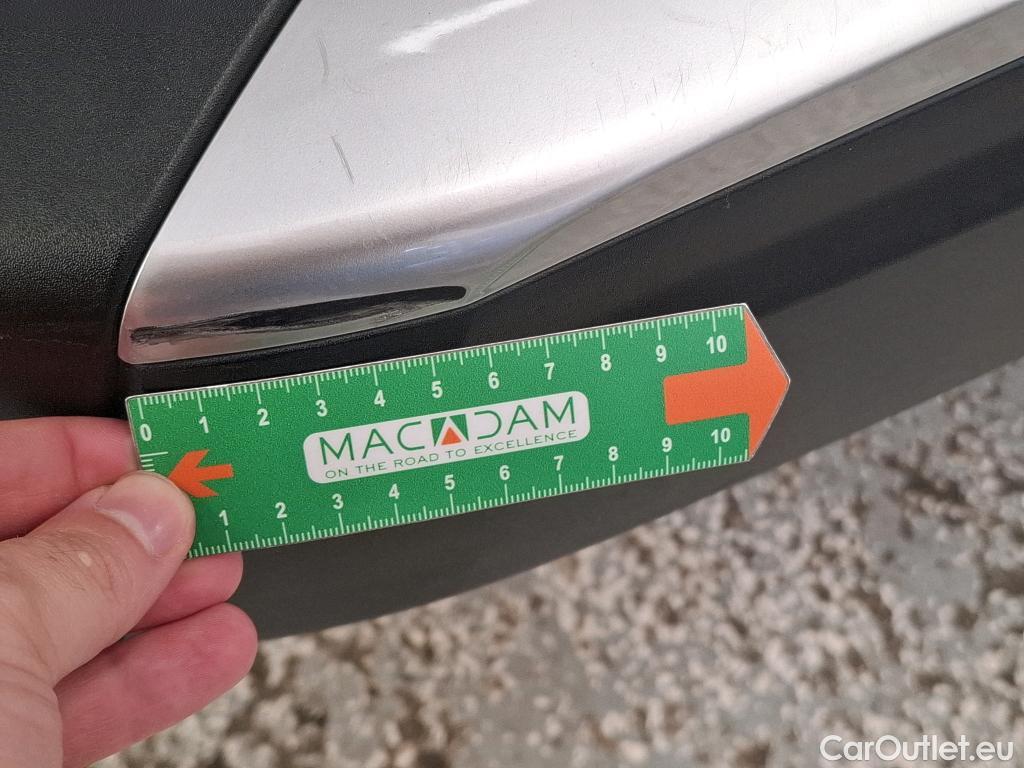 0 1 2 3 4 5 6 7 8 9 10
MACADAM
ON THE ROAD TO EXCELLENCE
1 2 3 4 5 6 7 8 9 10
CarOutlet.eu